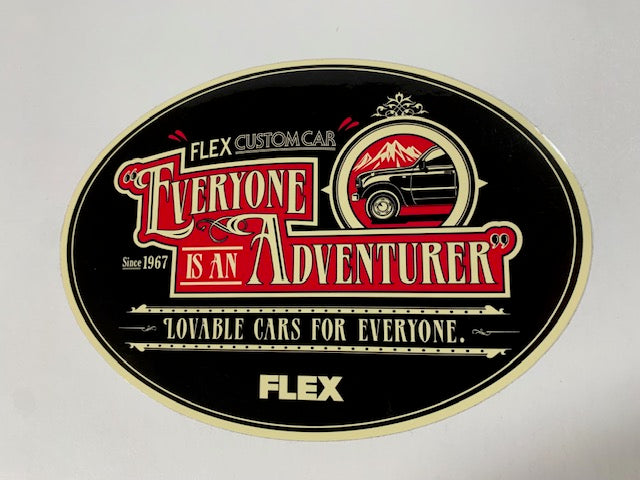 "FLEX CUSTOM CAR"
"EVERYONE
IS AN ADVENTURER"
Since 1967
LOVABLE CARS FOR EVERYONE.
FLEX